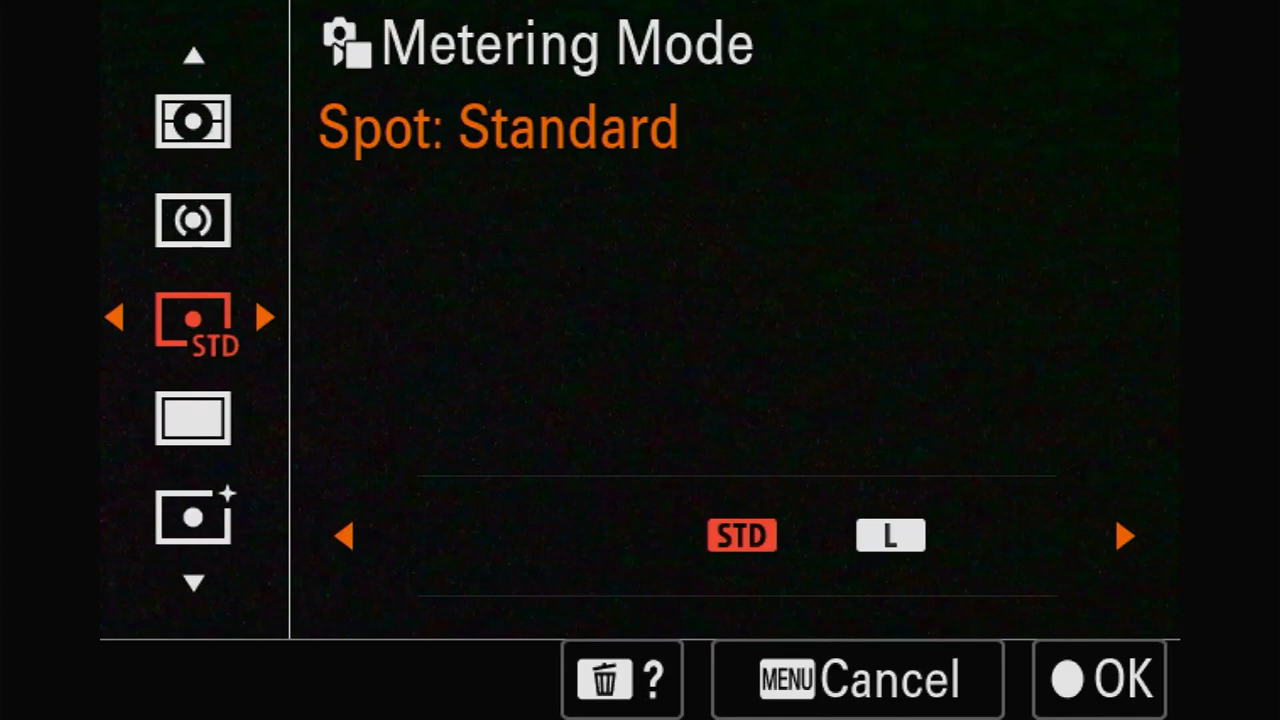 Metering Mode
Spot: Standard
STD
STD L
? MENU Cancel OK